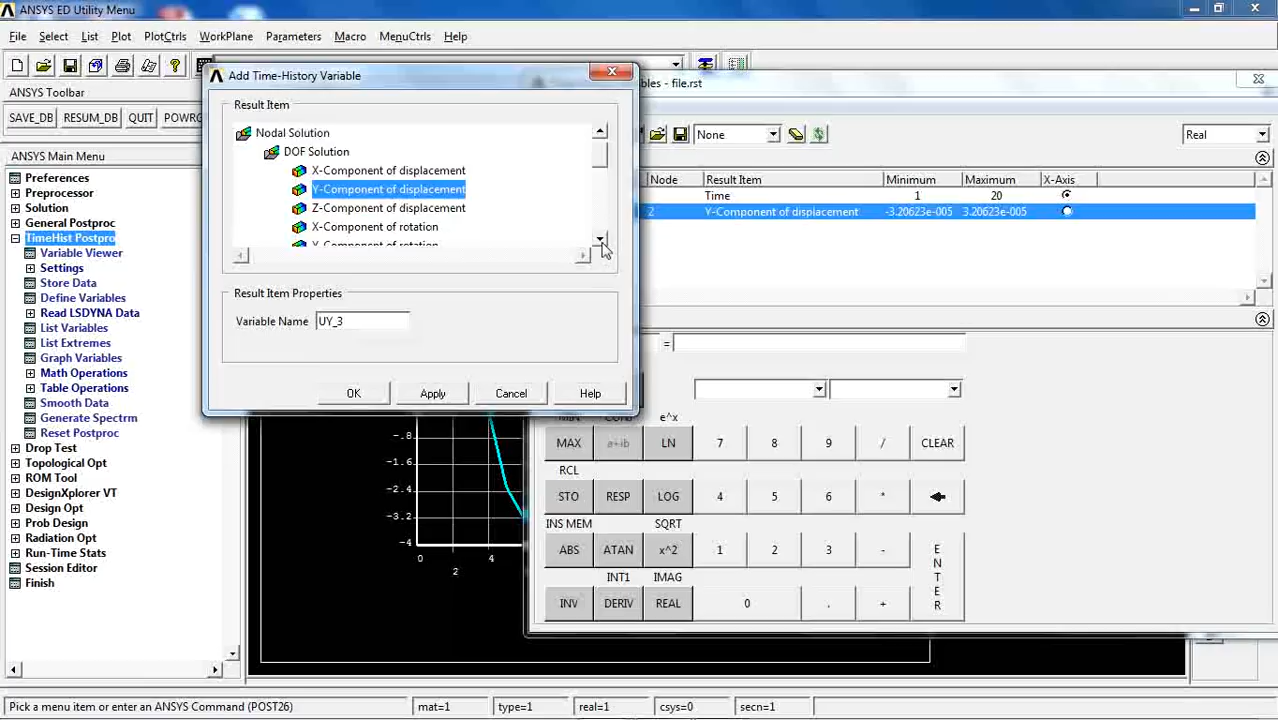 ANSYS ED Utility Menu
File Select List Plot PlotCtrls WorkPlane Parameters Macro MenuCtrls Help
ANSYS Toolbar
SAVE_DB RESUM_DB QUIT POWRG
ANSYS Main Menu
Preferences
Preprocessor
Solution
General Postproc
TimeHist Postpro
Variable Viewer
Settings
Store Data
Define Variables
Read LSDYNA Data
List Variables
List Extremes
Graph Variables
Math Operations
Table Operations
Smooth Data
Generate Spectrm
Reset Postproc
Drop Test
Topological Opt
ROM Tool
DesignXplorer VT
Design Opt
Prob Design
Radiation Opt
Run-Time Stats
Session Editor
Finish
Add Time-History Variable
Result Item
Nodal Solution
DOF Solution
X-Component of displacement
Y-Component of displacement
Z-Component of displacement
X-Component of rotation
Y-Component of rotation
Result Item Properties
Variable Name UY_3
OK Apply Cancel Help
bles - file.rst
None Real
Node Result Item Minimum Maximum X-Axis
Time 1 20
2 Y-Component of displacement -3.20623e-005 3.20623e-005
=
MIN CONJ e^x
MAX a+ib LN 7 8 9 / CLEAR
RCL
STO RESP LOG 4 5 6 *
INS MEM SQRT
ABS ATAN x^2 1 2 3 - ENTER
INT1 IMAG
INV DERIV REAL 0 . +
-.8
-1.6
-2.4
-3.2
-4
0 4
2
Pick a menu item or enter an ANSYS Command (POST26) mat=1 type=1 real=1 csys=0 secn=1